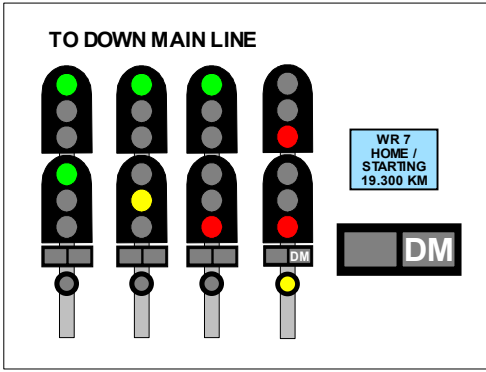 TO DOWN MAIN LINE
WR 7
HOME /
STARTING
19.300 KM
DM
DM